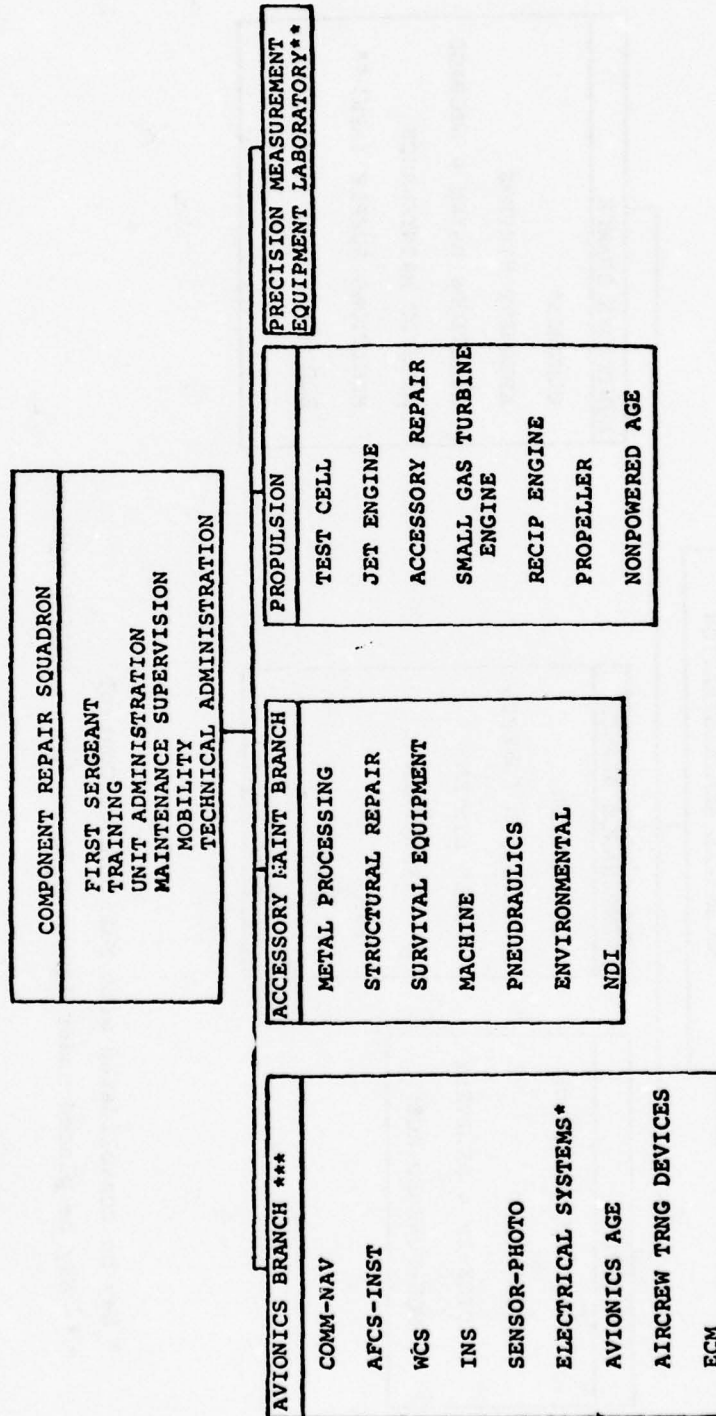 COMPONENT REPAIR SQUADRON
FIRST SERGEANT
TRAINING
UNIT ADMINISTRATION
MAINTENANCE SUPERVISION
MOBILITY
TECHNICAL ADMINISTRATION
AVIONICS BRANCH ***
COMM-NAV
AFCS-INST
WCS
INS
SENSOR-PHOTO
ELECTRICAL SYSTEMS*
AVIONICS AGE
AIRCREW TRNG DEVICES
ECM
ACCESSORY MAINT BRANCH
METAL PROCESSING
STRUCTURAL REPAIR
SURVIVAL EQUIPMENT
MACHINE
PNEUDRAULICS
ENVIRONMENTAL
NDI
PROPULSION
TEST CELL
JET ENGINE
ACCESSORY REPAIR
SMALL GAS TURBINE
ENGINE
RECIP ENGINE
PROPELLER
NONPOWERED AGE
PRECISION MEASUREMENT
EQUIPMENT LABORATORY**